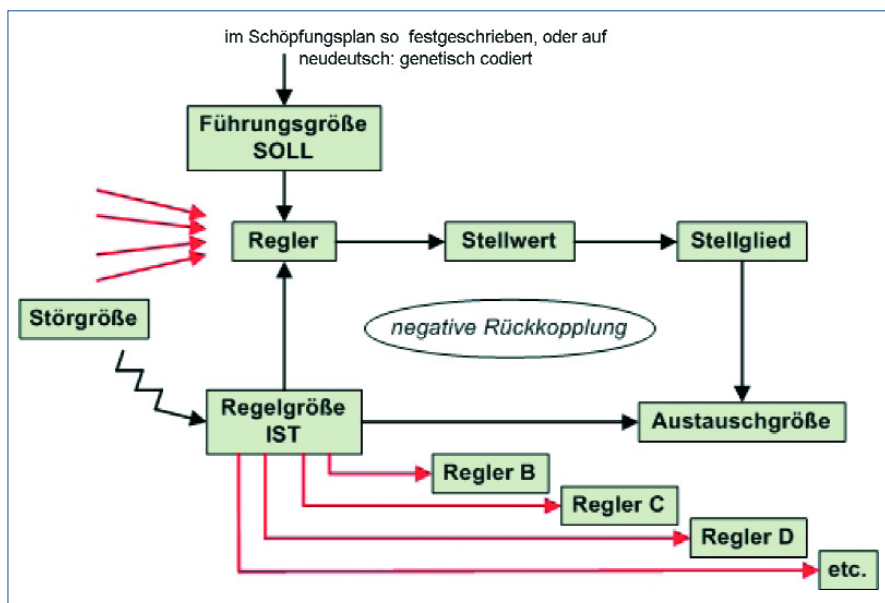 im Schöpfungsplan so festgeschrieben, oder auf
neudeutsch: genetisch codiert
Führungsgröße
SOLL
Regler
Stellwert
Stellglied
Störgröße
negative Rückkopplung
Regelgröße
IST
Austauschgröße
Regler B
Regler C
Regler D
etc.